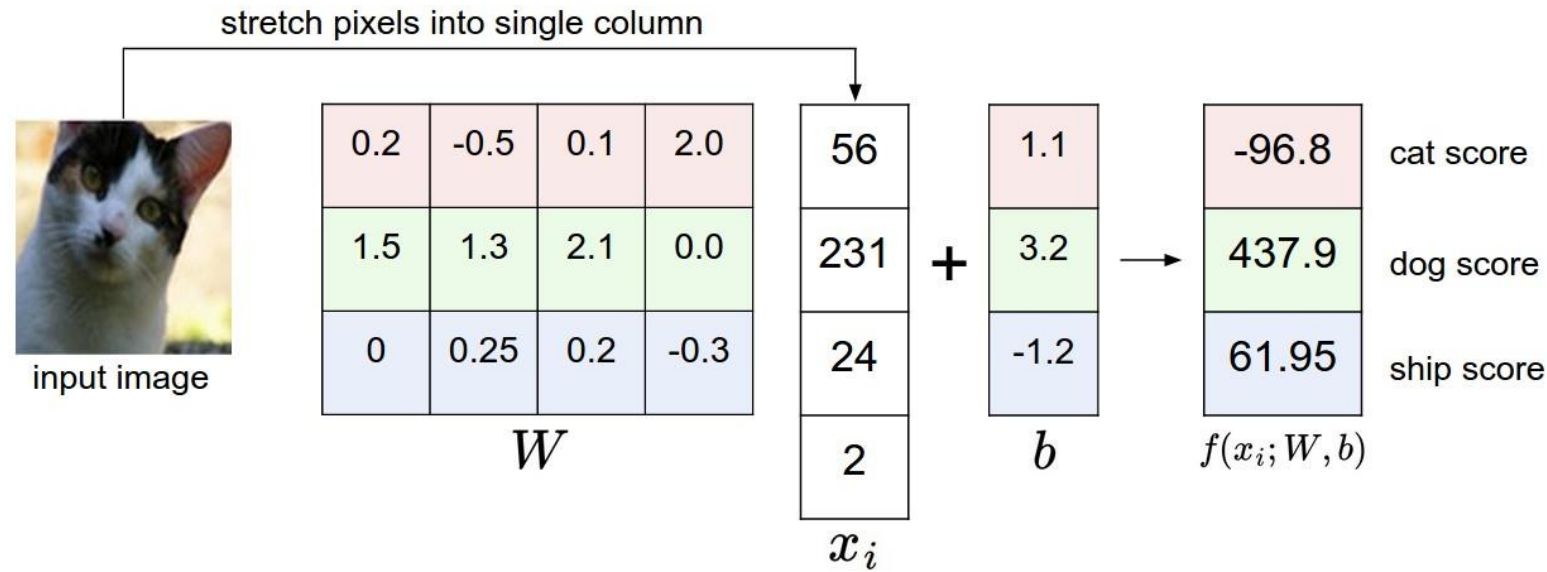 stretch pixels into single column
0.2 -0.5 0.1 2.0
1.5 1.3 2.1 0.0
0 0.25 0.2 -0.3
W
56
231
24
2
x_i
+
1.1
3.2
-1.2
b
-96.8 cat score
437.9 dog score
61.95 ship score
f(x_i; W, b)
input image